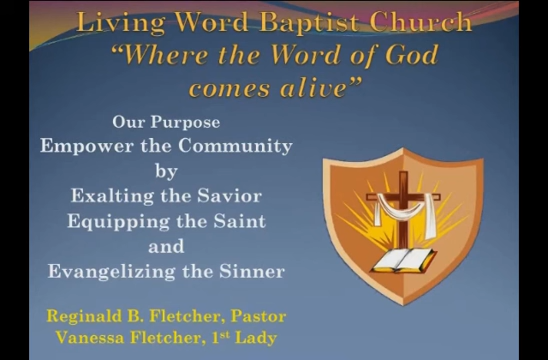 Living Word Baptist Church
“Where the Word of God
comes alive”
Our Purpose
Empower the Community
by
Exalting the Savior
Equipping the Saint
and
Evangelizing the Sinner
Reginald B. Fletcher, Pastor
Vanessa Fletcher, 1st Lady